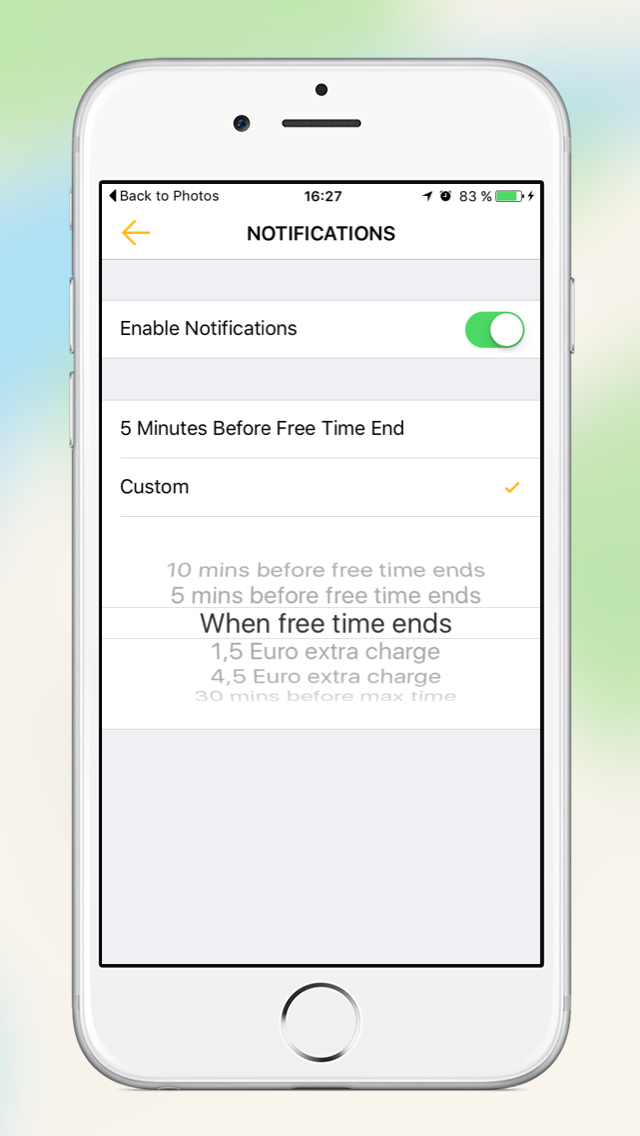 Back to Photos 16:27 83 %
NOTIFICATIONS
Enable Notifications
5 Minutes Before Free Time End
Custom
10 mins before free time ends
5 mins before free time ends
When free time ends
1,5 Euro extra charge
4,5 Euro extra charge
30 mins before max time